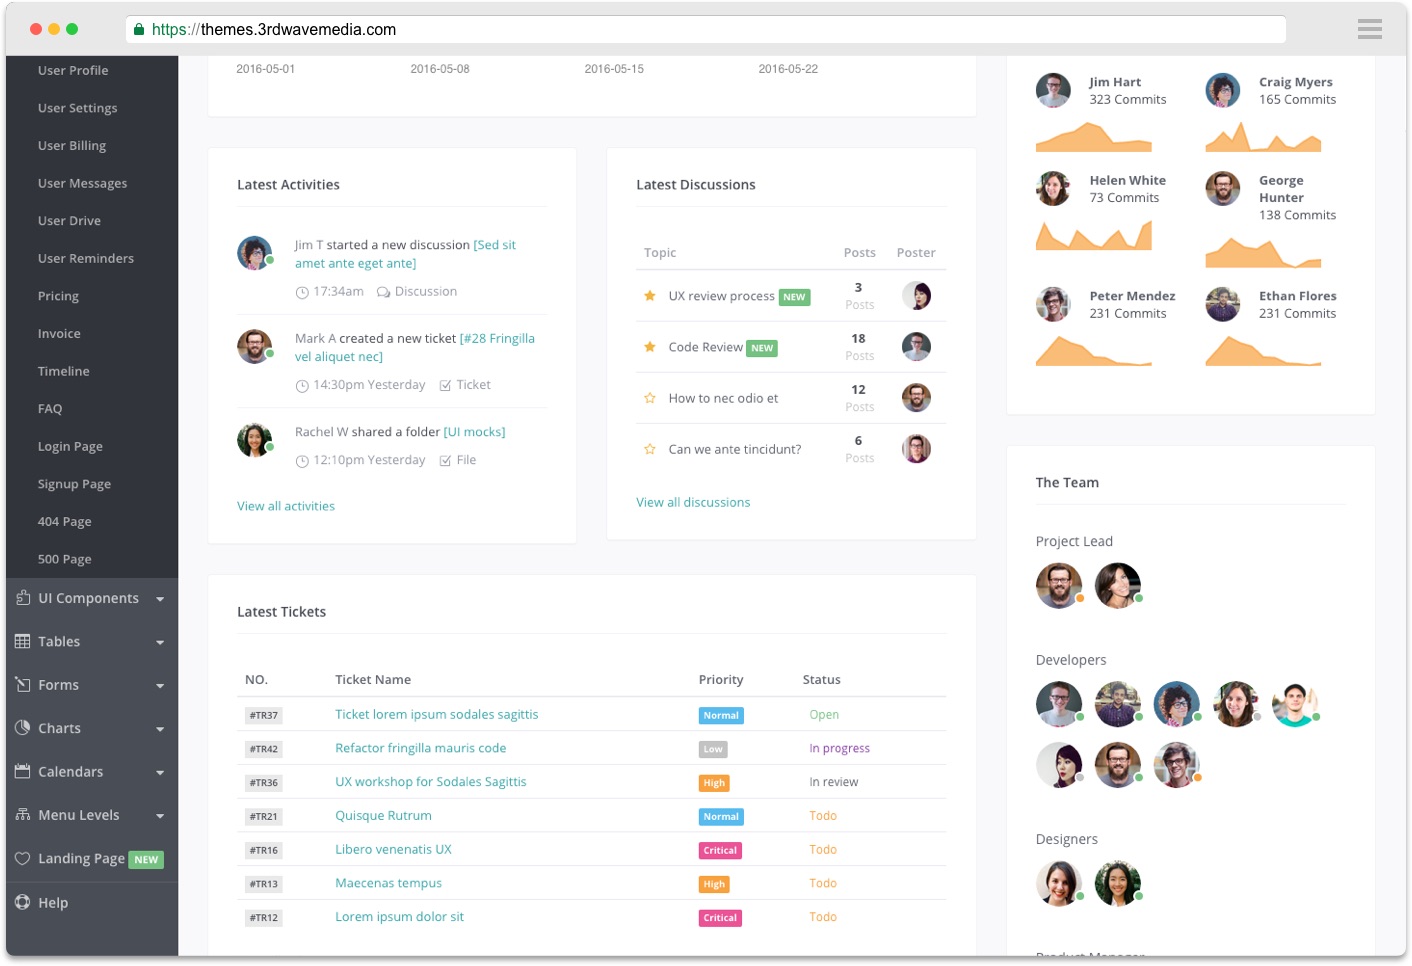 https://themes.3rdwavemedia.com
User Profile
User Settings
User Billing
User Messages
User Drive
User Reminders
Pricing
Invoice
Timeline
FAQ
Login Page
Signup Page
404 Page
500 Page
UI Components
Tables
Forms
Charts
Calendars
Menu Levels
Landing Page NEW
Help
2016-05-01 2016-05-08 2016-05-15 2016-05-22
Latest Activities
Jim T started a new discussion [Sed sit
amet ante eget ante]
17:34am Discussion
Mark A created a new ticket [#28 Fringilla
vel aliquet nec]
14:30pm Yesterday Ticket
Rachel W shared a folder [UI mocks]
12:10pm Yesterday File
View all activities
Latest Discussions
Topic Posts Poster
UX review process NEW 3
Posts
Code Review NEW 18
Posts
How to nec odio et 12
Posts
Can we ante tincidunt? 6
Posts
View all discussions
Latest Tickets
NO. Ticket Name Priority Status
#TR37 Ticket lorem ipsum sodales sagittis Normal Open
#TR42 Refactor fringilla mauris code Low In progress
#TR36 UX workshop for Sodales Sagittis High In review
#TR21 Quisque Rutrum Normal Todo
#TR16 Libero venenatis UX Critical Todo
#TR13 Maecenas tempus High Todo
#TR12 Lorem ipsum dolor sit Critical Todo
Jim Hart
323 Commits
Craig Myers
165 Commits
Helen White
73 Commits
George
Hunter
138 Commits
Peter Mendez
231 Commits
Ethan Flores
231 Commits
The Team
Project Lead
Developers
Designers
Product Manager